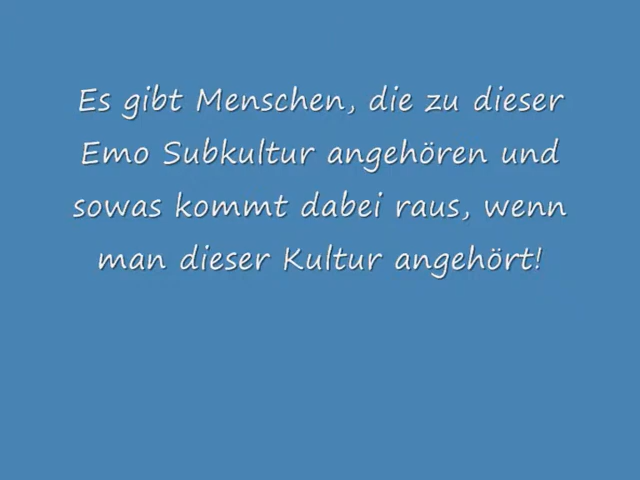 Es gibt Menschen, die zu dieser
Emo Subkultur angehören und
sowas kommt dabei raus, wenn
man dieser Kultur angehört!